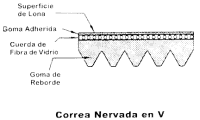 Superficie
de Lona
Goma Adherida
Cuerda de
Fibra de Vidrio
Goma de
Reborde
Correa Nervada en V